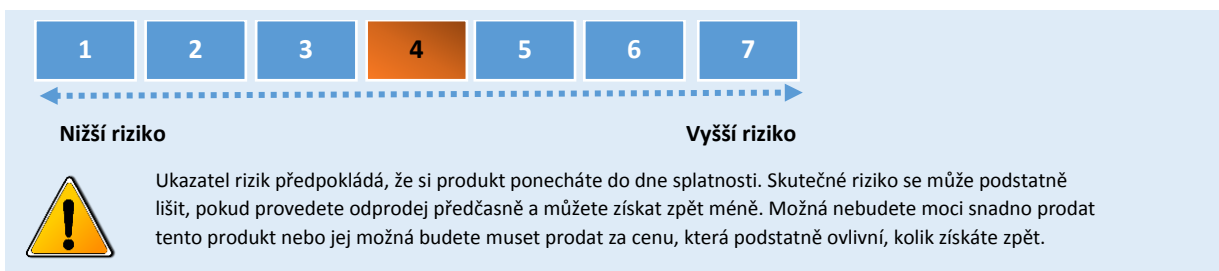 1 2 3 4 5 6 7
Nižší riziko Vyšší riziko
Ukazatel rizik předpokládá, že si produkt ponecháte do dne splatnosti. Skutečné riziko se může podstatně
lišit, pokud provedete odprodej předčasně a můžete získat zpět méně. Možná nebudete moci snadno prodat
tento produkt nebo jej možná budete muset prodat za cenu, která podstatně ovlivní, kolik získáte zpět.